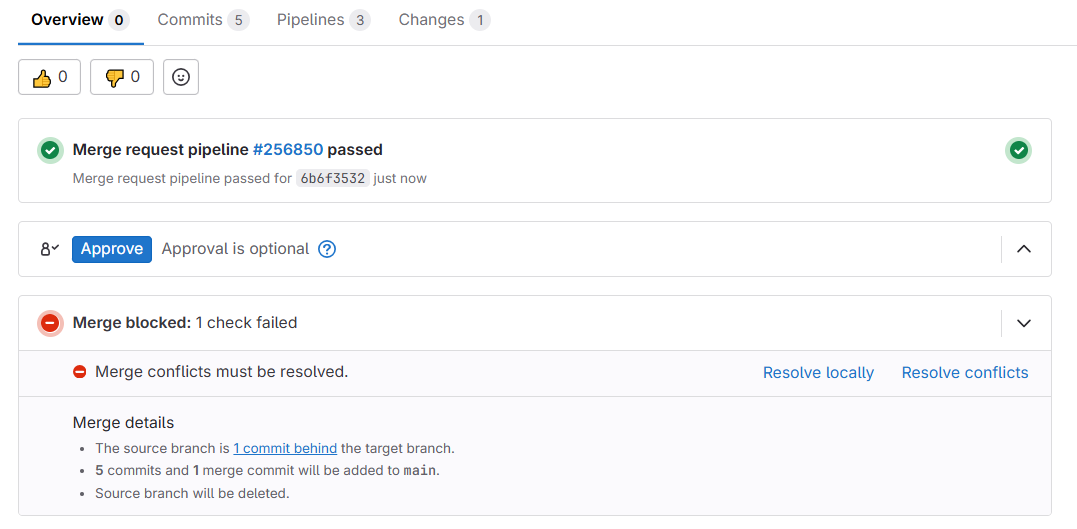 Overview 0 Commits 5 Pipelines 3 Changes 1
0 0
Merge request pipeline #256850 passed
Merge request pipeline passed for 6b6f3532 just now
Approve Approval is optional
Merge blocked: 1 check failed
Merge conflicts must be resolved. Resolve locally Resolve conflicts
Merge details
The source branch is 1 commit behind the target branch.
5 commits and 1 merge commit will be added to main.
Source branch will be deleted.